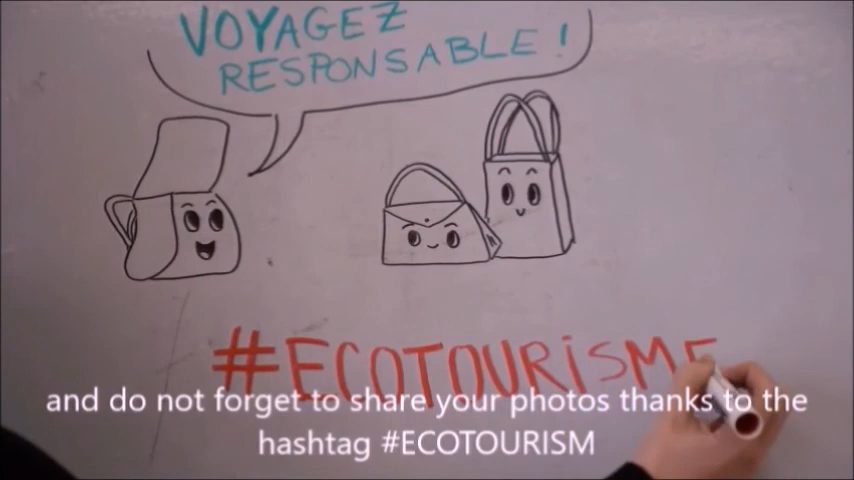 VOYAGEZ
RESPONSABLE !
#ECOTOURiSME
and do not forget to share your photos thanks to the
hashtag #ECOTOURISM